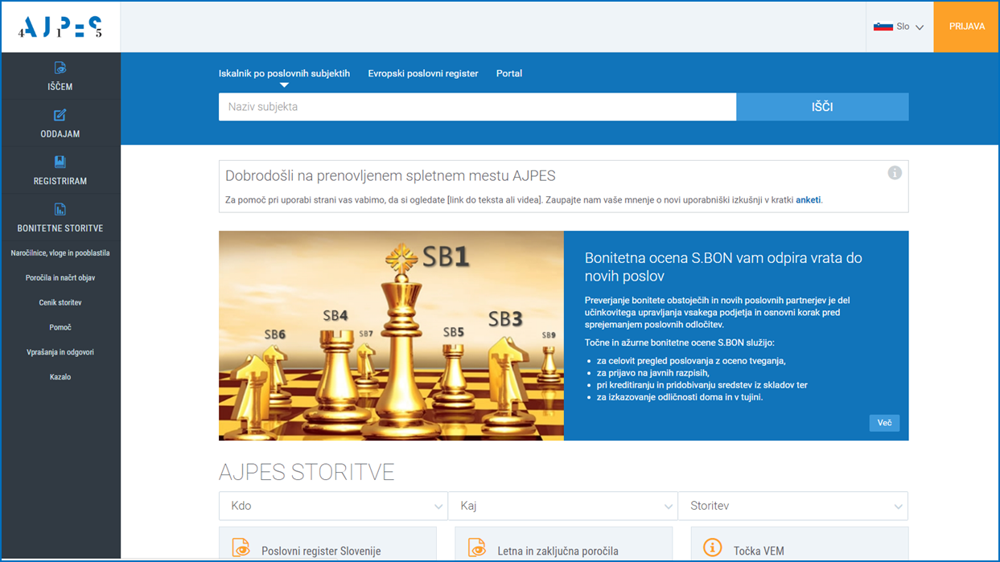 AJPES
4 1 5
Slo
PRIJAVA
IŠČEM
ODDAJAM
REGISTRIRAM
BONITETNE STORITVE
Naročilnice, vloge in pooblastila
Poročila in načrt objav
Cenik storitev
Pomoč
Vprašanja in odgovori
Kazalo
Iskalnik po poslovnih subjektih
Evropski poslovni register
Portal
Naziv subjekta
IŠČI
Dobrodošli na prenovljenem spletnem mestu AJPES
Za pomoč pri uporabi strani vas vabimo, da si ogledate [link do teksta ali videa]. Zaupajte nam vaše mnenje o novi uporabniški izkušnji v kratki anketi.
SB1
SB4
SB3
SB6
SB7
SB5
SB9
Bonitetna ocena S.BON vam odpira vrata do
novih poslov
Preverjanje bonitete obstoječih in novih poslovnih partnerjev je del
učinkovitega upravljanja vsakega podjetja in osnovni korak pred
sprejemanjem poslovnih odločitev.
Točne in ažurne bonitetne ocene S.BON služijo:
• za celovit pregled poslovanja z oceno tveganja,
• za prijavo na javnih razpisih,
• pri kreditiranju in pridobivanju sredstev iz skladov ter
• za izkazovanje odličnosti doma in v tujini.
Več
AJPES STORITVE
Kdo
Kaj
Storitev
Poslovni register Slovenije
Letna in zaključna poročila
Točka VEM